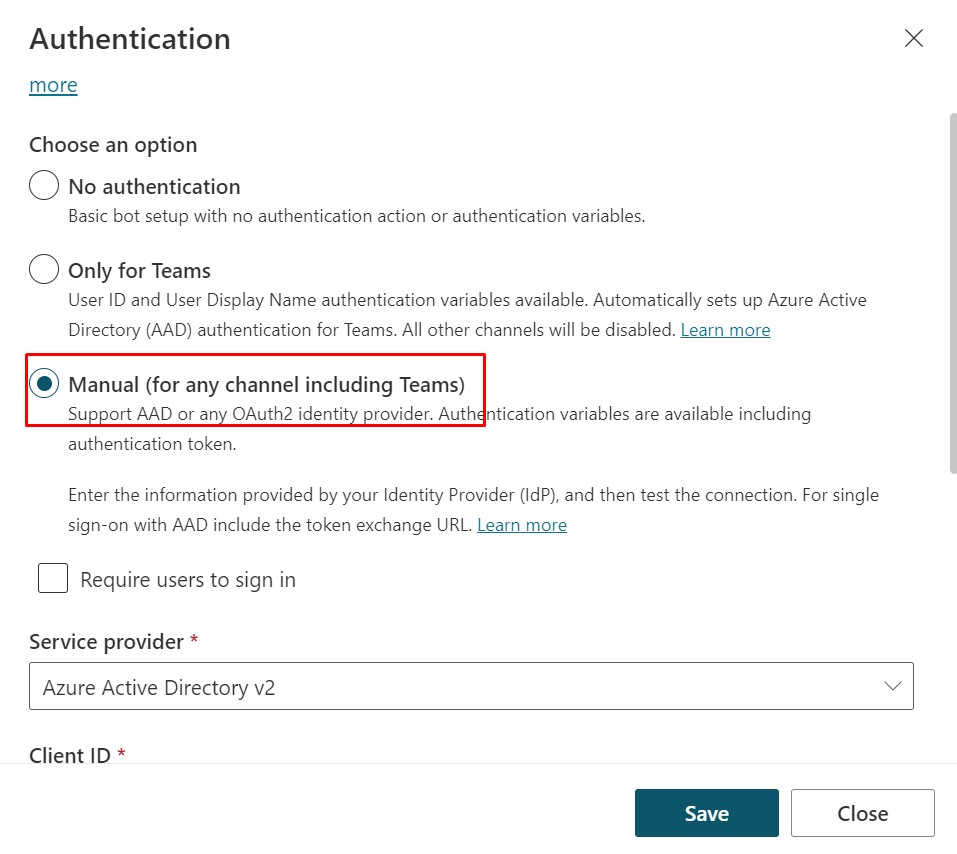 Authentication
more
Choose an option
No authentication
Basic bot setup with no authentication action or authentication variables.
Only for Teams
User ID and User Display Name authentication variables available. Automatically sets up Azure Active
Directory (AAD) authentication for Teams. All other channels will be disabled. Learn more
Manual (for any channel including Teams)
Support AAD or any OAuth2 identity provider. Authentication variables are available including
authentication token.
Enter the information provided by your Identity Provider (IdP), and then test the connection. For single
sign-on with AAD include the token exchange URL. Learn more
Require users to sign in
Service provider *
Azure Active Directory v2
Client ID *
Save
Close